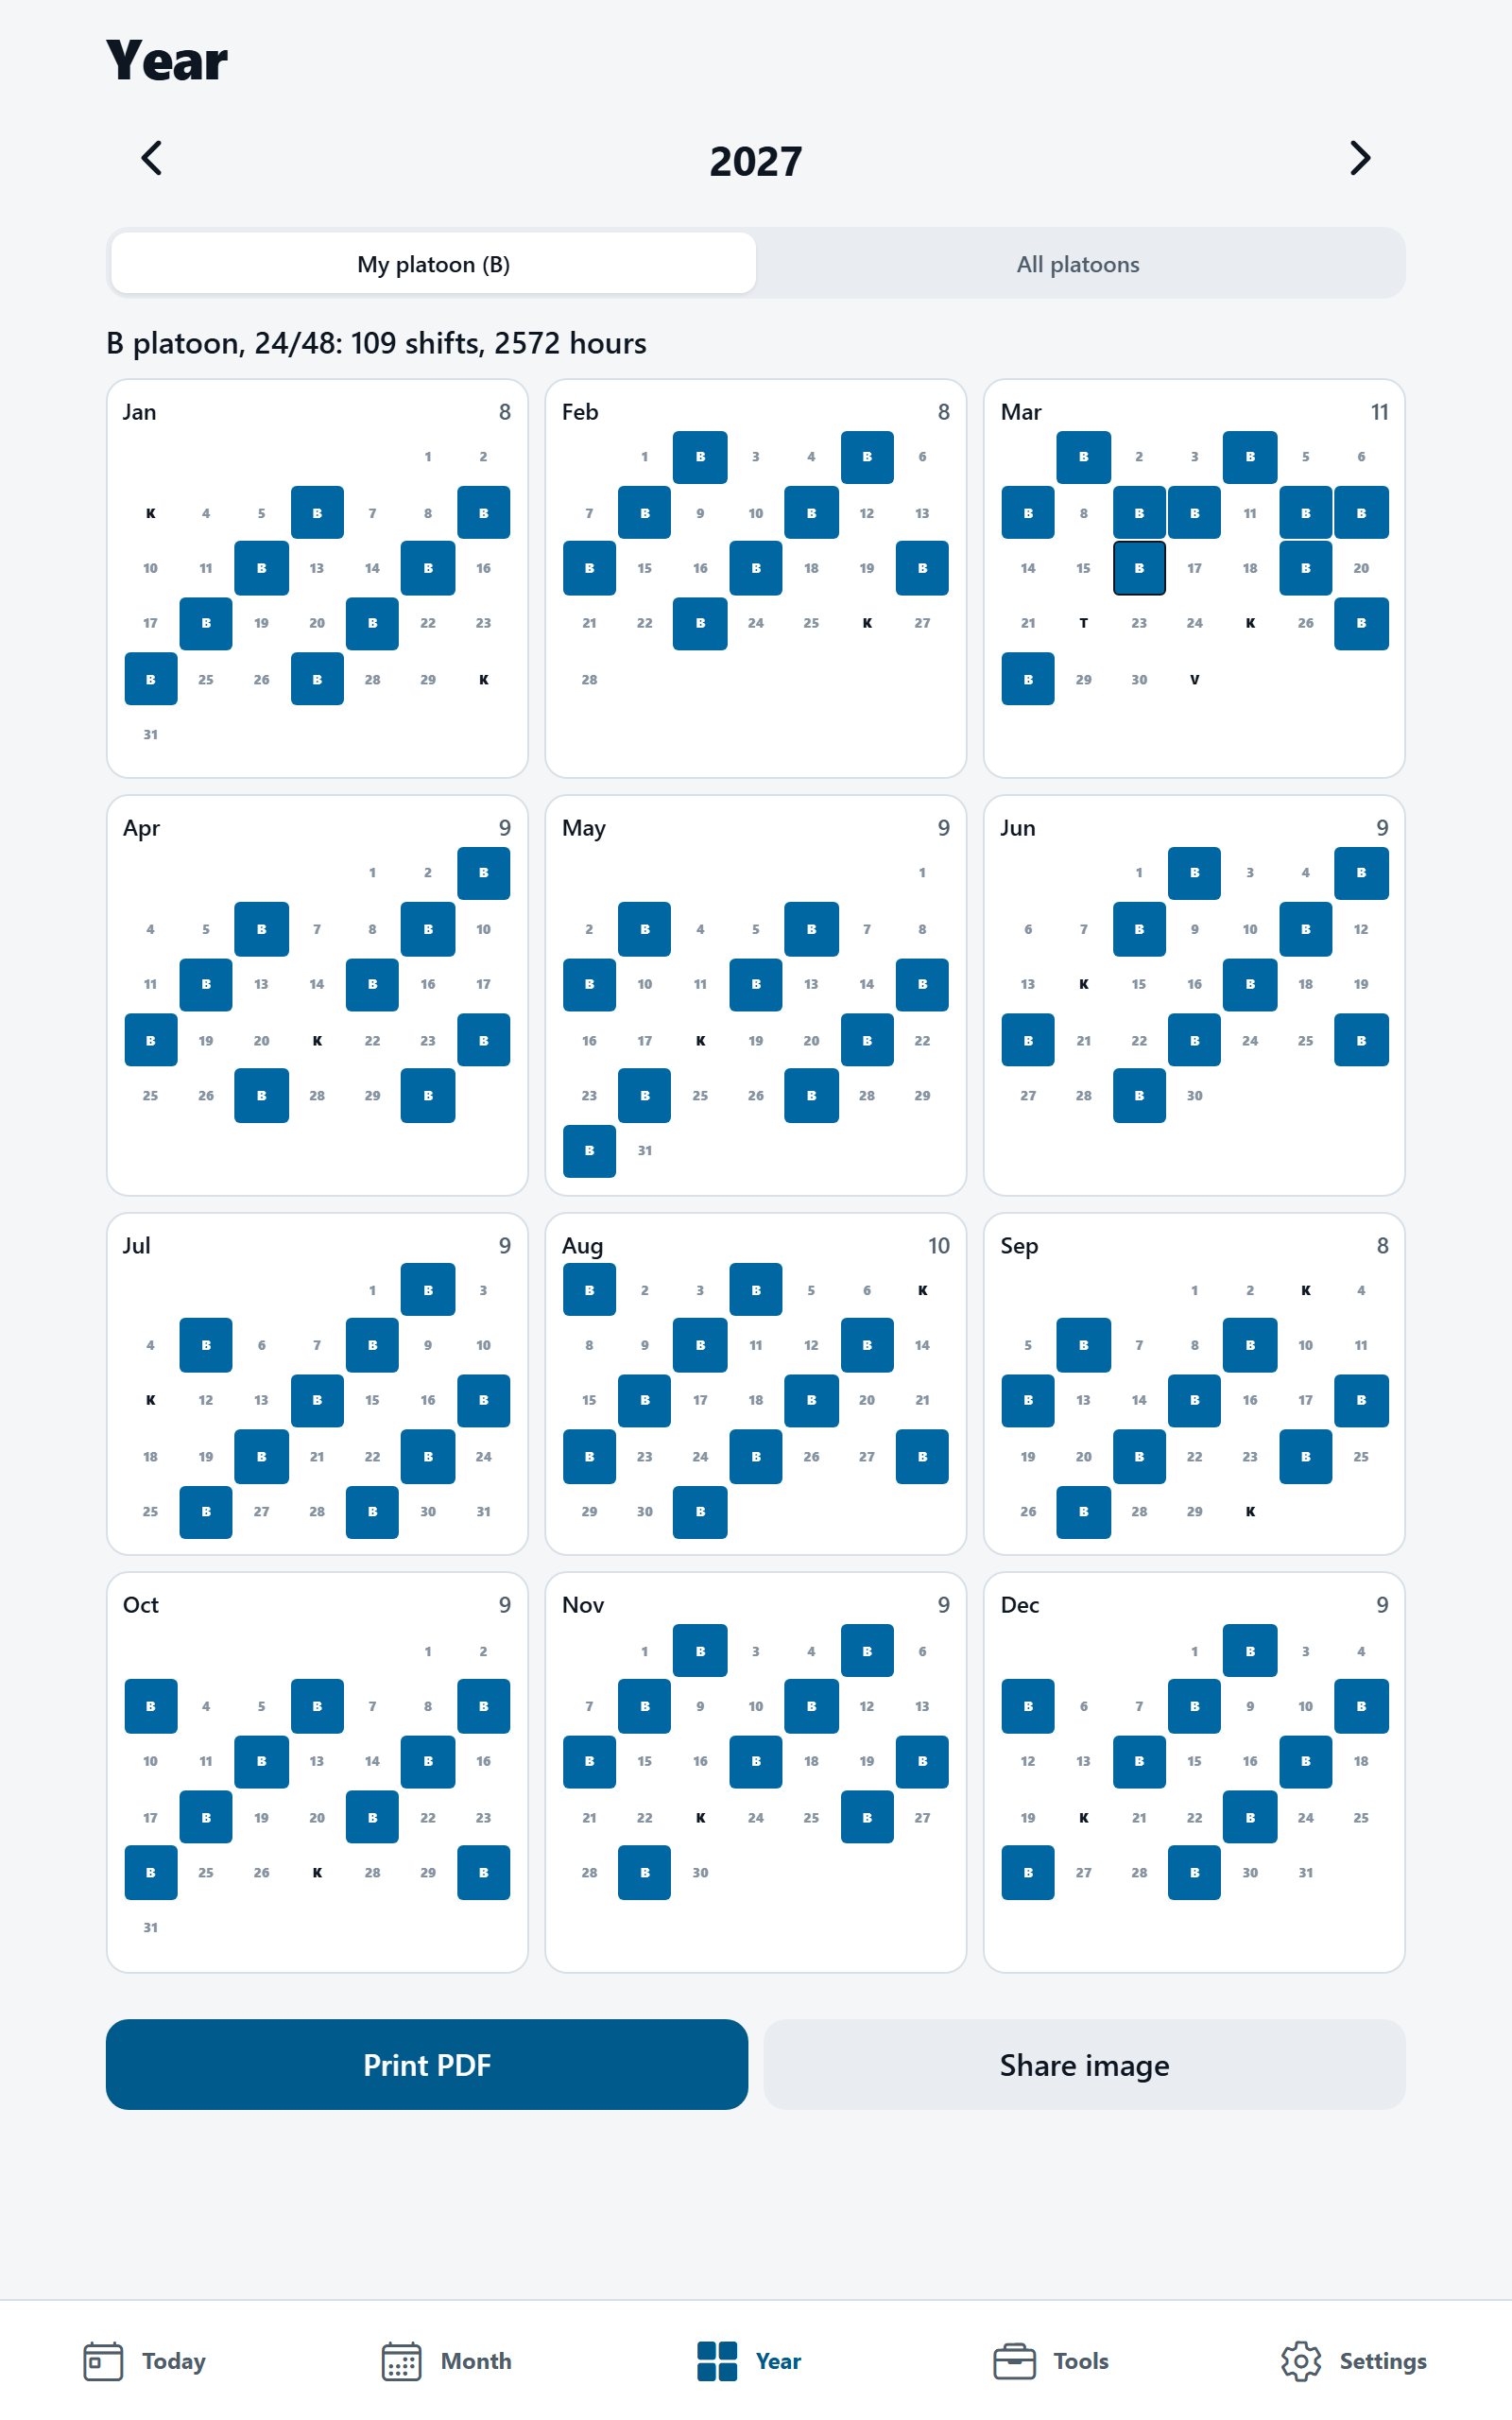 Year
2027
My platoon (B) All platoons
B platoon, 24/48: 109 shifts, 2572 hours
Jan 8
1 2
K 4 5 B 7 8 B
10 11 B 13 14 B 16
17 B 19 20 B 22 23
B 25 26 B 28 29 K
31
Feb 8
1 B 3 4 B 6
7 B 9 10 B 12 13
B 15 16 B 18 19 B
21 22 B 24 25 K 27
28
Mar 11
B 2 3 B 5 6
B 8 B B 11 B B
14 15 B 17 18 B 20
21 T 23 24 K 26 B
B 29 30 V
Apr 9
1 2 B
4 5 B 7 8 B 10
11 B 13 14 B 16 17
B 19 20 K 22 23 B
25 26 B 28 29 B
May 9
1
2 B 4 5 B 7 8
B 10 11 B 13 14 B
16 17 K 19 20 B 22
23 B 25 26 B 28 29
B 31
Jun 9
1 B 3 4 B
6 7 B 9 10 B 12
13 K 15 16 B 18 19
B 21 22 B 24 25 B
27 28 B 30
Jul 9
1 B 3
4 B 6 7 B 9 10
K 12 13 B 15 16 B
18 19 B 21 22 B 24
25 B 27 28 B 30 31
Aug 10
B 2 3 B 5 6 K
8 9 B 11 12 B 14
15 B 17 18 B 20 21
B 23 24 B 26 27 B
29 30 B
Sep 8
1 2 K 4
5 B 7 8 B 10 11
B 13 14 B 16 17 B
19 20 B 22 23 B 25
26 B 28 29 K
Oct 9
1 2
B 4 5 B 7 8 B
10 11 B 13 14 B 16
17 B 19 20 B 22 23
B 25 26 K 28 29 B
31
Nov 9
1 B 3 4 B 6
7 B 9 10 B 12 13
B 15 16 B 18 19 B
21 22 K 24 25 B 27
28 B 30
Dec 9
1 B 3 4
B 6 7 B 9 10 B
12 13 B 15 16 B 18
19 K 21 22 B 24 25
B 27 28 B 30 31
Print PDF Share image
Today Month Year Tools Settings